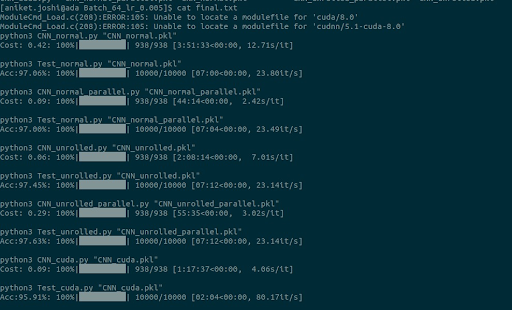 [aniket.joshi@ada Batch_64_lr_0.005]$ cat final.txt
ModuleCmd_Load.c(208):ERROR:105: Unable to locate a modulefile for 'cuda/8.0'
ModuleCmd_Load.c(208):ERROR:105: Unable to locate a modulefile for 'cudnn/5.1-cuda-8.0'
python3 CNN_normal.py "CNN_normal.pkl"
Cost: 0.42: 100%|██████████| 938/938 [3:51:33<00:00, 12.71s/it]
python3 Test_normal.py "CNN_normal.pkl"
Acc:97.06%: 100%|██████████| 10000/10000 [07:00<00:00, 23.80it/s]
python3 CNN_normal_parallel.py "CNN_normal_parallel.pkl"
Cost: 0.09: 100%|██████████| 938/938 [44:14<00:00, 2.42s/it]
python3 Test_normal.py "CNN_normal_parallel.pkl"
Acc:97.00%: 100%|██████████| 10000/10000 [07:04<00:00, 23.49it/s]
python3 CNN_unrolled.py "CNN_unrolled.pkl"
Cost: 0.06: 100%|██████████| 938/938 [2:08:14<00:00, 7.01s/it]
python3 Test_unrolled.py "CNN_unrolled.pkl"
Acc:97.45%: 100%|██████████| 10000/10000 [07:12<00:00, 23.14it/s]
python3 CNN_unrolled_parallel.py "CNN_unrolled_parallel.pkl"
Cost: 0.29: 100%|██████████| 938/938 [55:35<00:00, 3.02s/it]
python3 Test_unrolled.py "CNN_unrolled_parallel.pkl"
Acc:97.63%: 100%|██████████| 10000/10000 [07:12<00:00, 23.14it/s]
python3 CNN_cuda.py "CNN_cuda.pkl"
Cost: 0.09: 100%|██████████| 938/938 [1:17:37<00:00, 4.06s/it]
python3 Test_cuda.py "CNN_cuda.pkl"
Acc:95.91%: 100%|██████████| 10000/10000 [02:04<00:00, 80.17it/s]